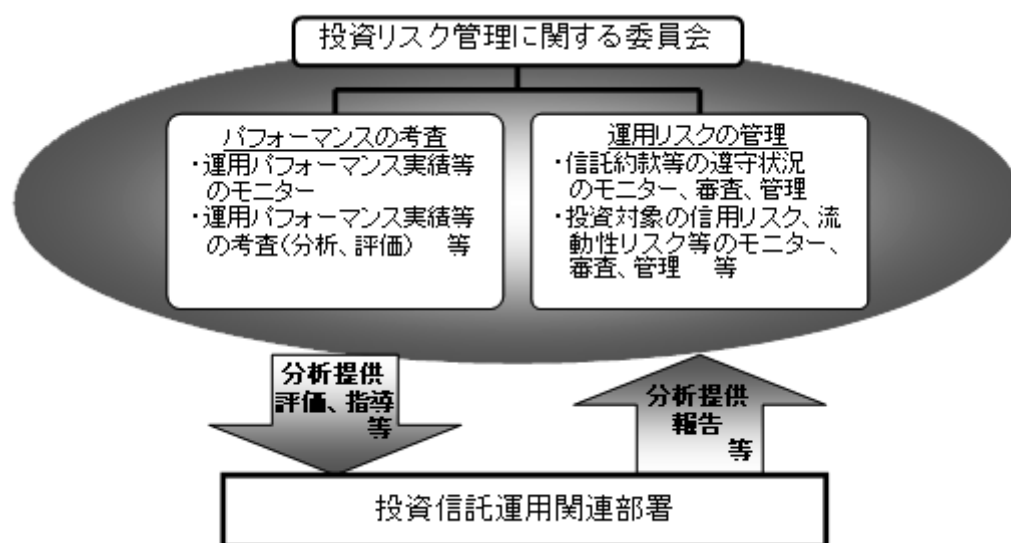 投資リスク管理に関する委員会
パフォーマンスの考査
・運用パフォーマンス実績等
のモニター
・運用パフォーマンス実績等
の考査(分析、評価) 等
運用リスクの管理
・信託約款等の遵守状況
のモニター、審査、管理
・投資対象の信用リスク、流
動性リスク等のモニター、
審査、管理 等
分析提供
評価、指導
等
分析提供
報告
等
投資信託運用関連部署